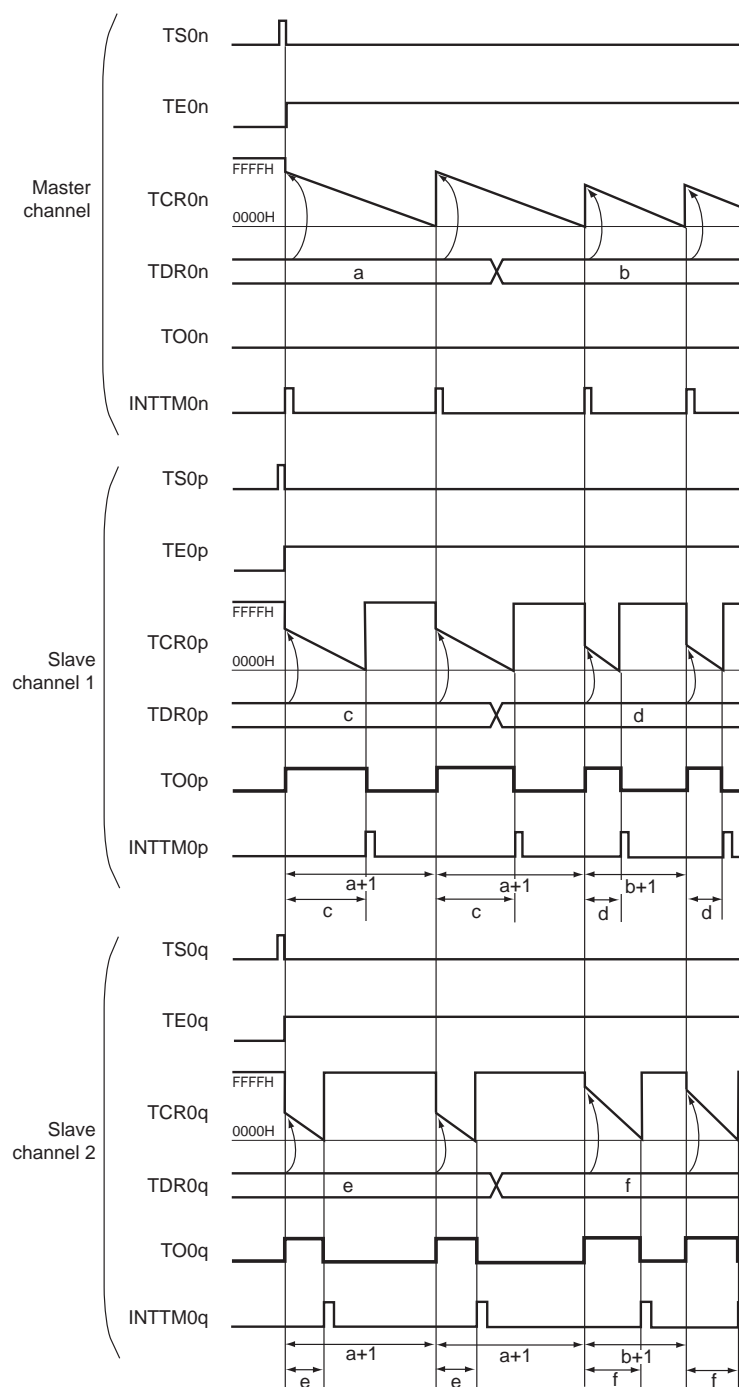 TS0n
TE0n
FFFFH
Master
channel
TCR0n
0000H
TDR0n
a
b
TO0n
INTTM0n
TS0p
TE0p
FFFFH
Slave
channel 1
TCR0p
0000H
TDR0p
c
d
TO0p
INTTM0p
a+1
a+1
b+1
c
c
d
d
TS0q
TE0q
FFFFH
Slave
channel 2
TCR0q
0000H
TDR0q
e
f
TO0q
INTTM0q
a+1
a+1
b+1
e
e
f
f